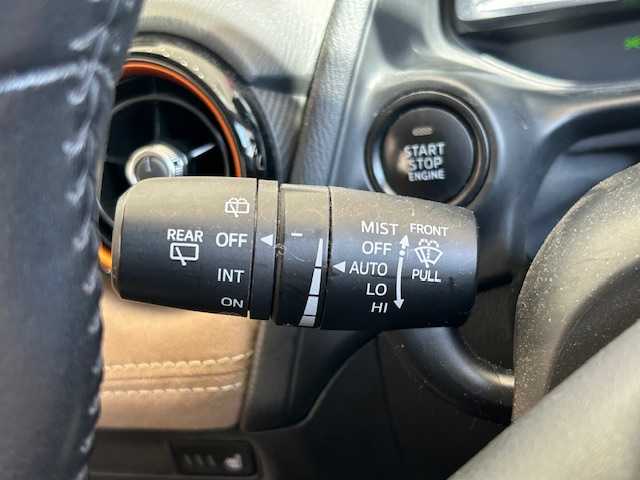 START
STOP
ENGINE
REAR
OFF
INT
ON
MIST
OFF
AUTO
LO
HI
FRONT
PULL